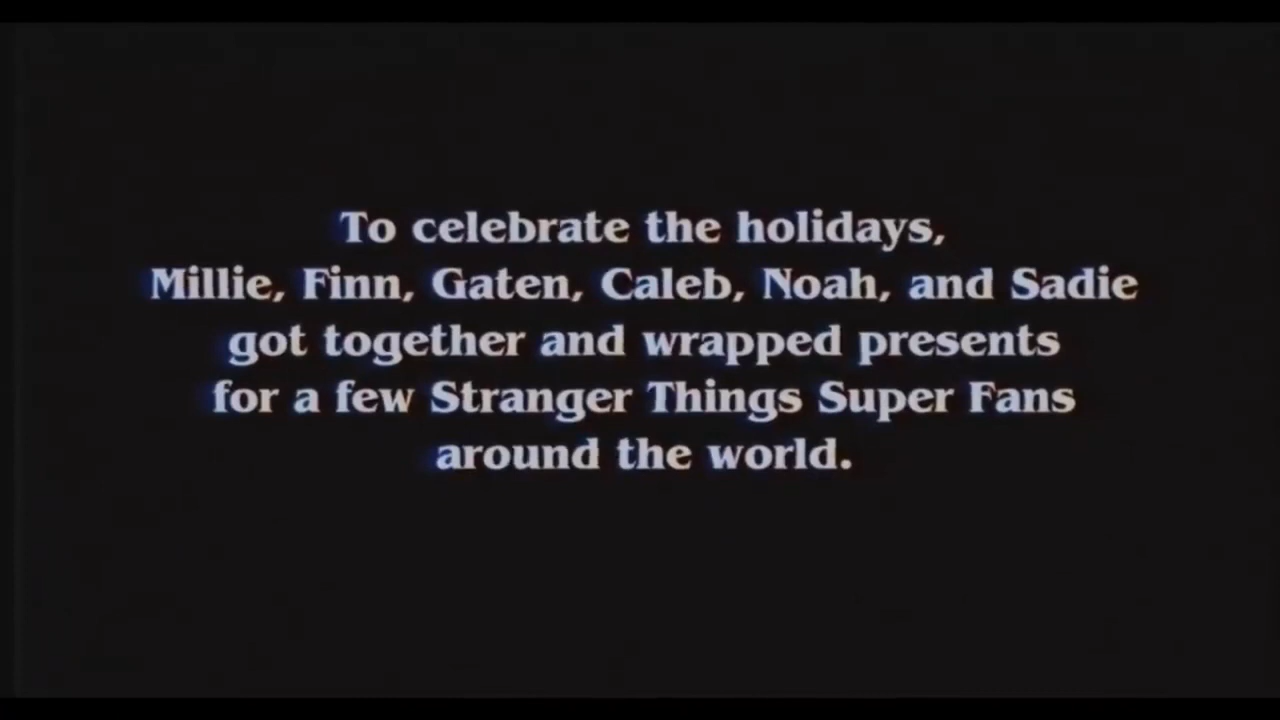 To celebrate the holidays,
Millie, Finn, Gaten, Caleb, Noah, and Sadie
got together and wrapped presents
for a few Stranger Things Super Fans
around the world.